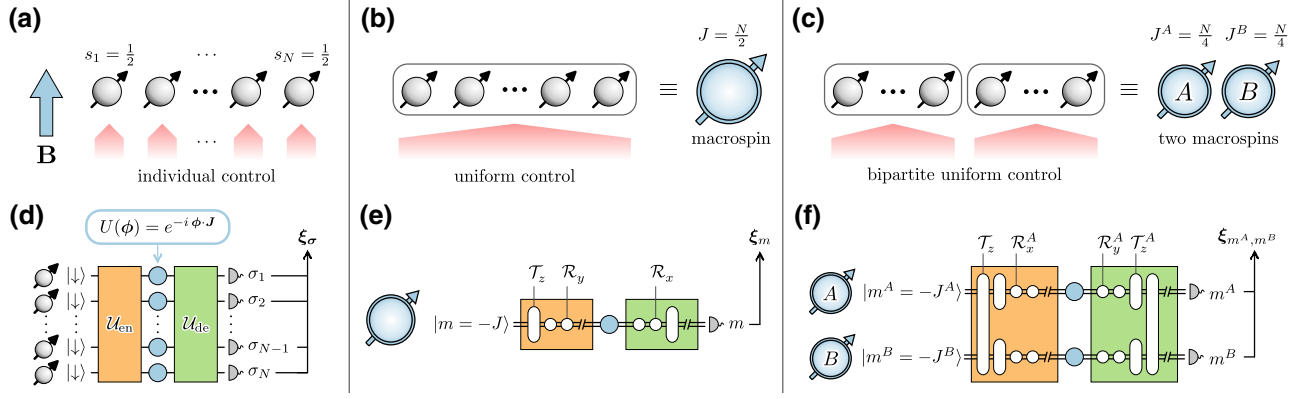 (a)
s₁ = 1/2 ··· s_N = 1/2
B
···
individual control
(b)
J = N/2
≡
macrospin
uniform control
(c)
J^A = N/4 J^B = N/4
≡
A B
two macrospins
bipartite uniform control
(d)
U(ϕ) = e^{-i ϕ·J}
ξ_σ
|↓⟩ σ₁
|↓⟩ σ₂
𝒰_en 𝒰_de
|↓⟩ σ_{N−1}
|↓⟩ σ_N
(e)
𝒯_z ℛ_y ℛ_x ξ_m
|m = −J⟩ m
(f)
𝒯_z ℛ_x^A ℛ_y^A 𝒯_z^A ξ_{m^A, m^B}
A |m^A = −J^A⟩ m^A
B |m^B = −J^B⟩ m^B